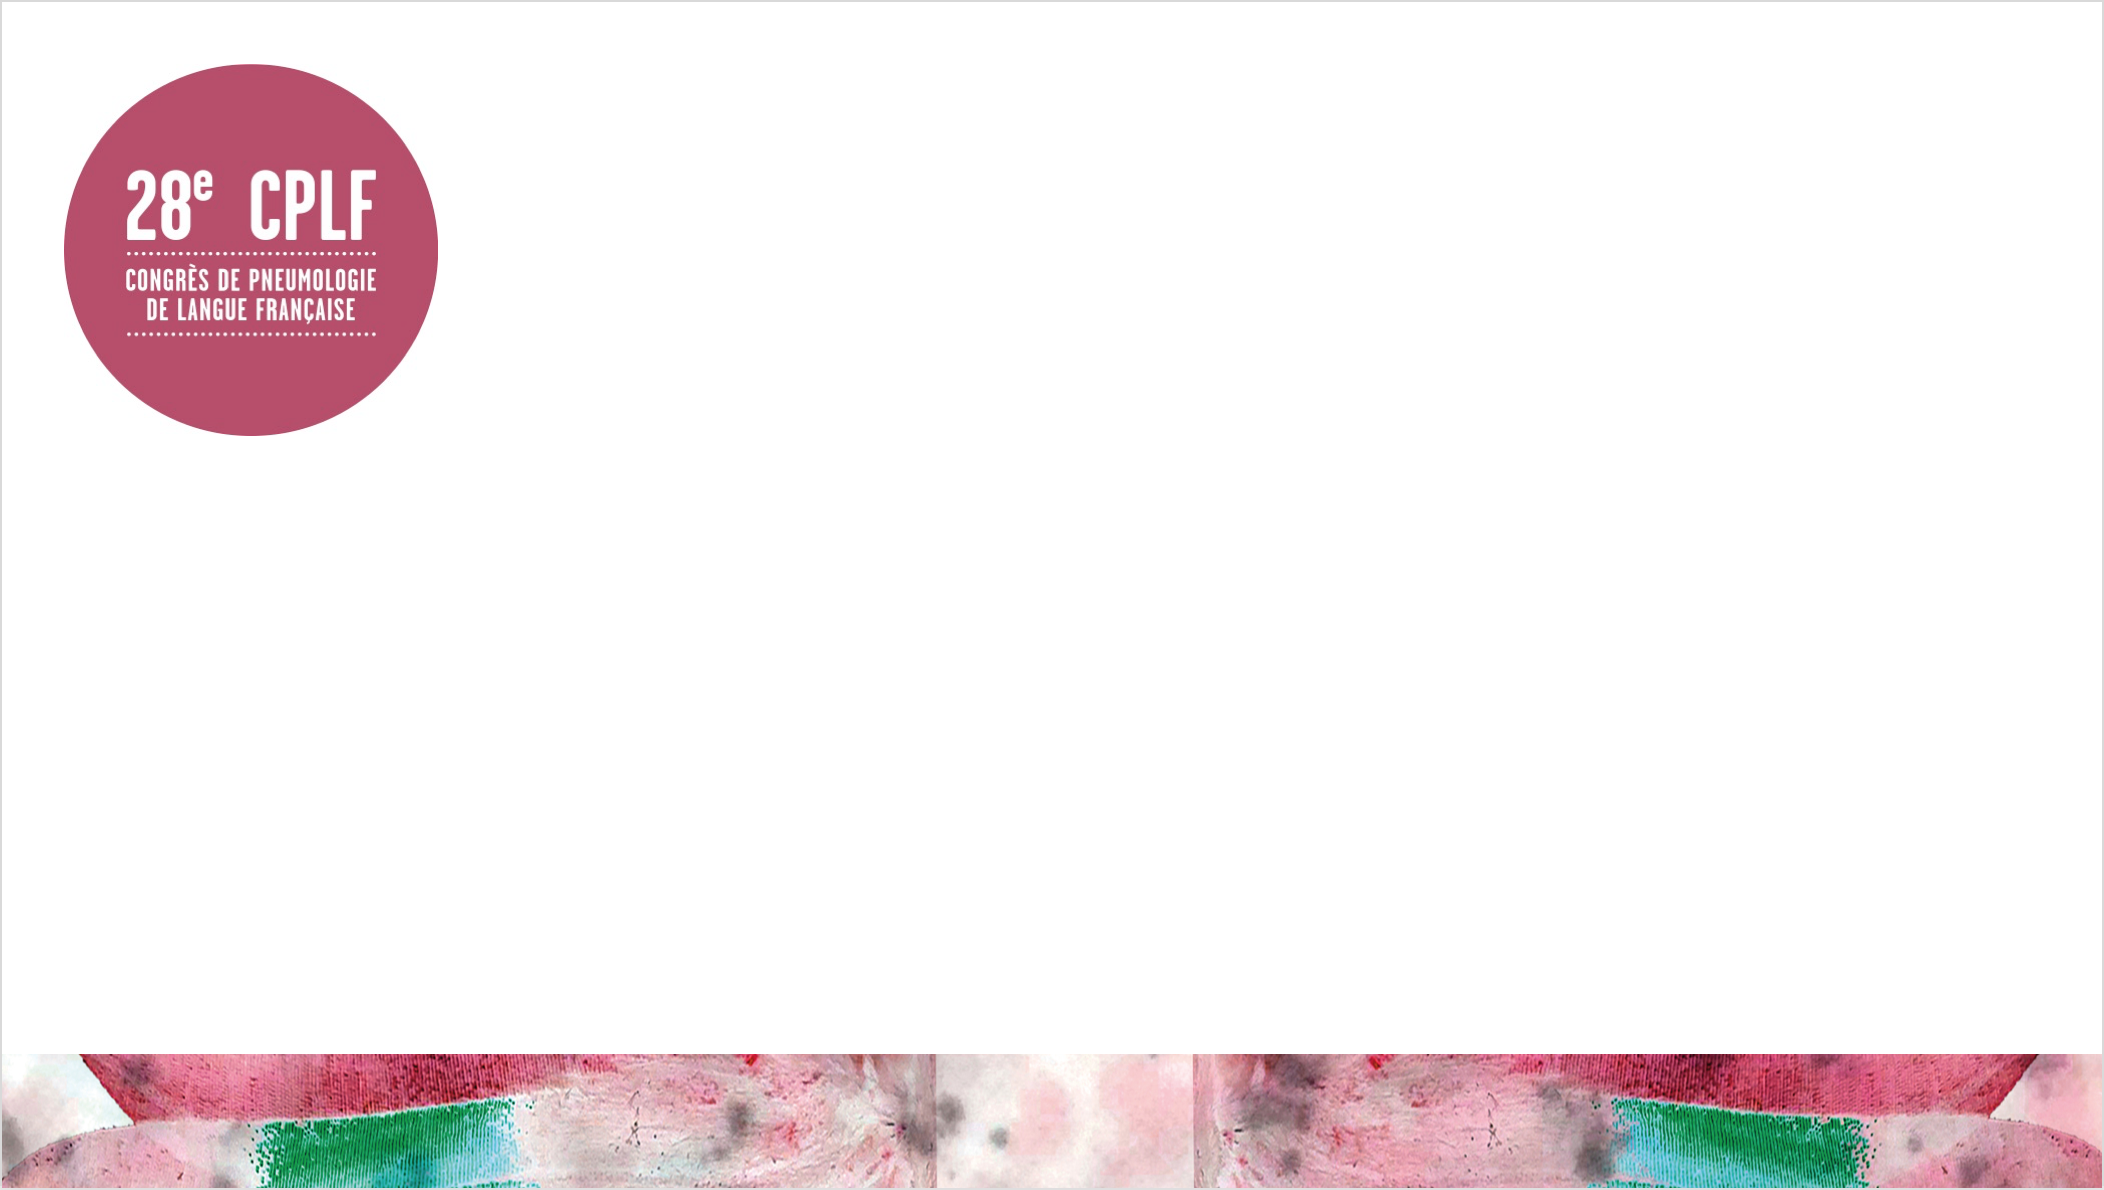 28e CPLF
CONGRÈS DE PNEUMOLOGIE
DE LANGUE FRANÇAISE